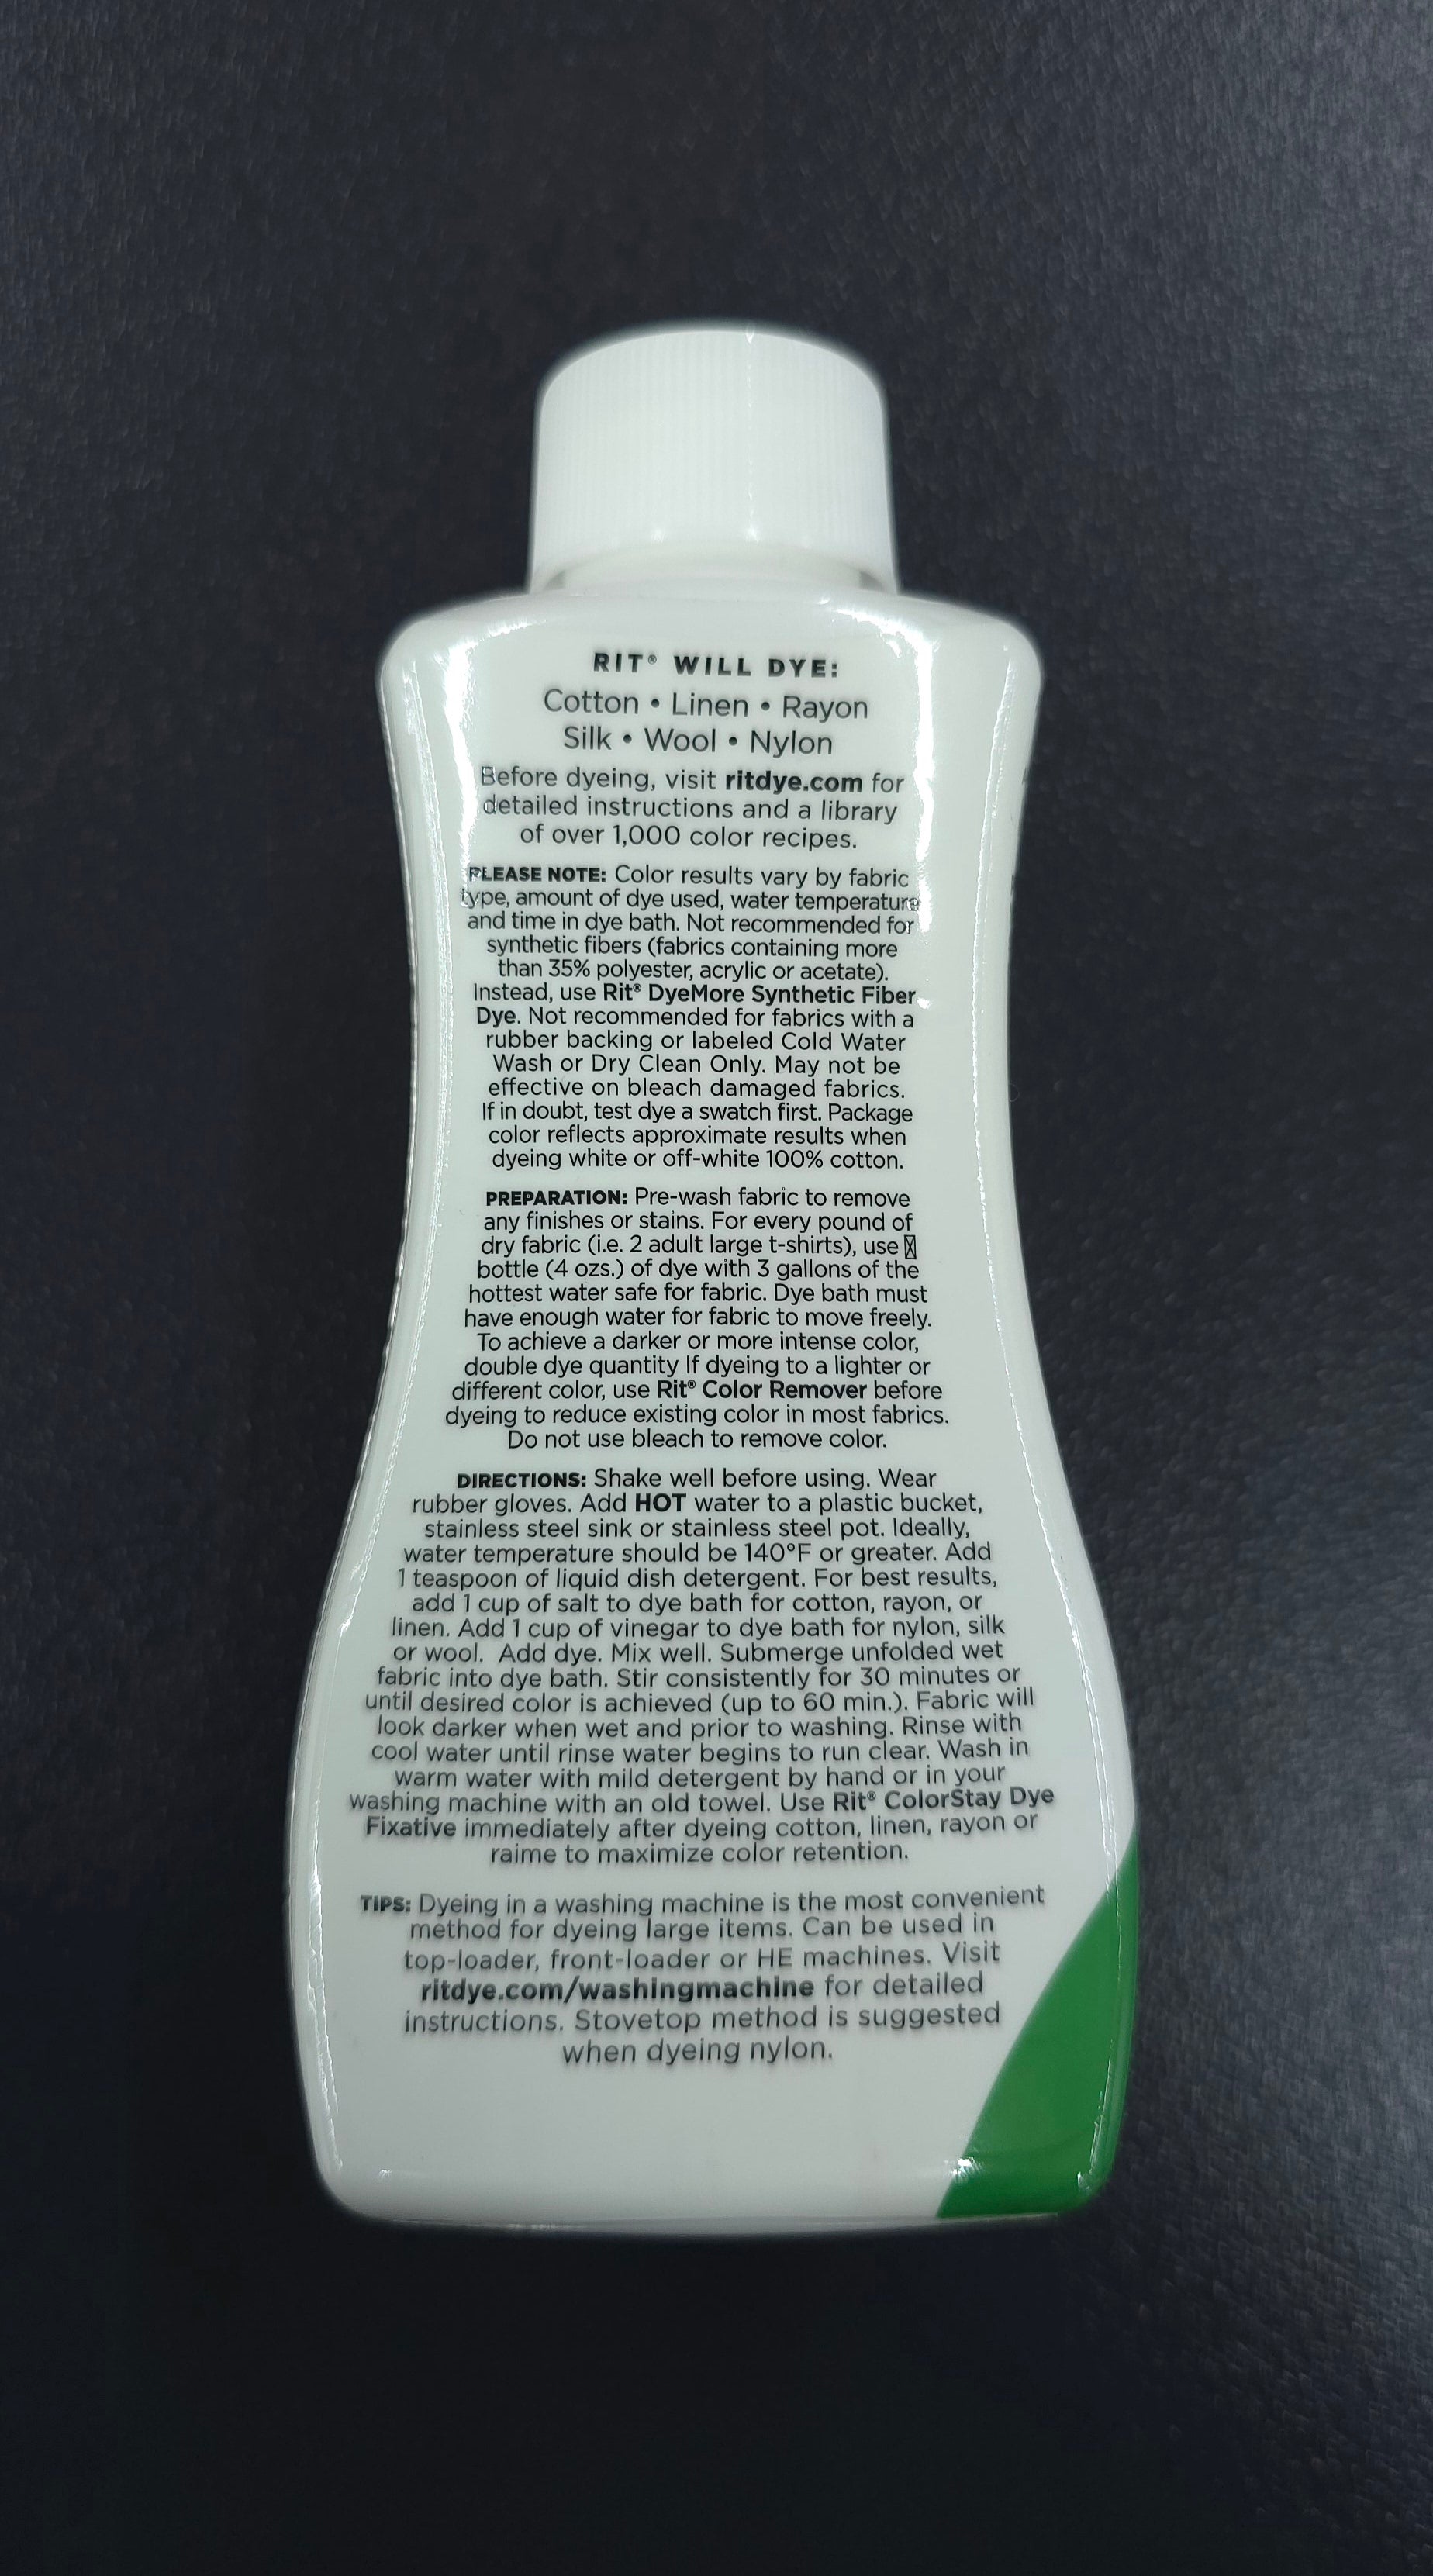 RIT® WILL DYE:
Cotton • Linen • Rayon
Silk • Wool • Nylon
Before dyeing, visit ritdye.com for
detailed instructions and a library
of over 1,000 color recipes.
PLEASE NOTE: Color results vary by fabric
type, amount of dye used, water temperature
and time in dye bath. Not recommended for
synthetic fibers (fabrics containing more
than 35% polyester, acrylic or acetate).
Instead, use Rit® DyeMore Synthetic Fiber
Dye. Not recommended for fabrics with a
rubber backing or labeled Cold Water
Wash or Dry Clean Only. May not be
effective on bleach damaged fabrics.
If in doubt, test dye a swatch first. Package
color reflects approximate results when
dyeing white or off-white 100% cotton.
PREPARATION: Pre-wash fabric to remove
any finishes or stains. For every pound of
dry fabric (i.e. 2 adult large t-shirts), use
bottle (4 ozs.) of dye with 3 gallons of the
hottest water safe for fabric. Dye bath must
have enough water for fabric to move freely.
To achieve a darker or more intense color,
double dye quantity If dyeing to a lighter or
different color, use Rit® Color Remover before
dyeing to reduce existing color in most fabrics.
Do not use bleach to remove color.
DIRECTIONS: Shake well before using. Wear
rubber gloves. Add HOT water to a plastic bucket,
stainless steel sink or stainless steel pot. Ideally,
water temperature should be 140°F or greater. Add
1 teaspoon of liquid dish detergent. For best results,
add 1 cup of salt to dye bath for cotton, rayon, or
linen. Add 1 cup of vinegar to dye bath for nylon, silk
or wool. Add dye. Mix well. Submerge unfolded wet
fabric into dye bath. Stir consistently for 30 minutes or
until desired color is achieved (up to 60 min.). Fabric will
look darker when wet and prior to washing. Rinse with
cool water until rinse water begins to run clear. Wash in
warm water with mild detergent by hand or in your
washing machine with an old towel. Use Rit® ColorStay Dye
Fixative immediately after dyeing cotton, linen, rayon or
raime to maximize color retention.
TIPS: Dyeing in a washing machine is the most convenient
method for dyeing large items. Can be used in
top-loader, front-loader or HE machines. Visit
ritdye.com/washingmachine for detailed
instructions. Stovetop method is suggested
when dyeing nylon.